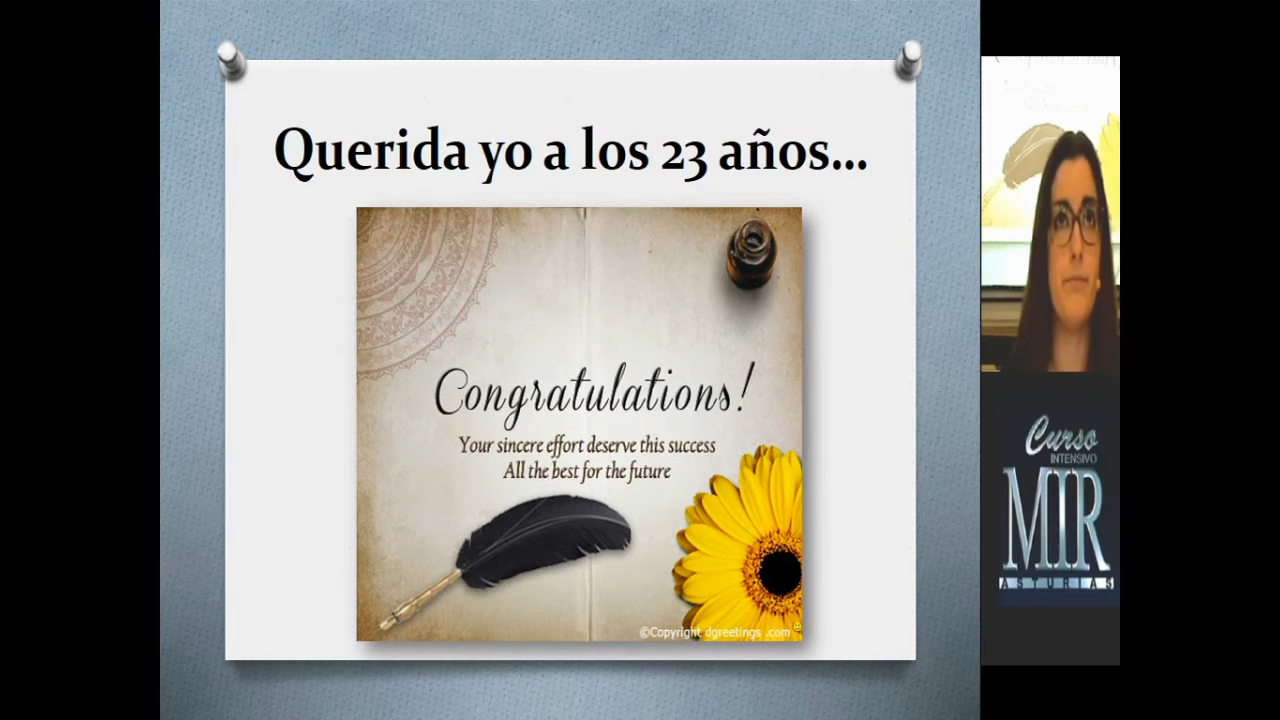 Querida yo a los 23 años...
Congratulations!
Your sincere effort deserve this success
All the best for the future
©Copyright dgreetings .com
Curso
INTENSIVO
MIR
ASTURIAS